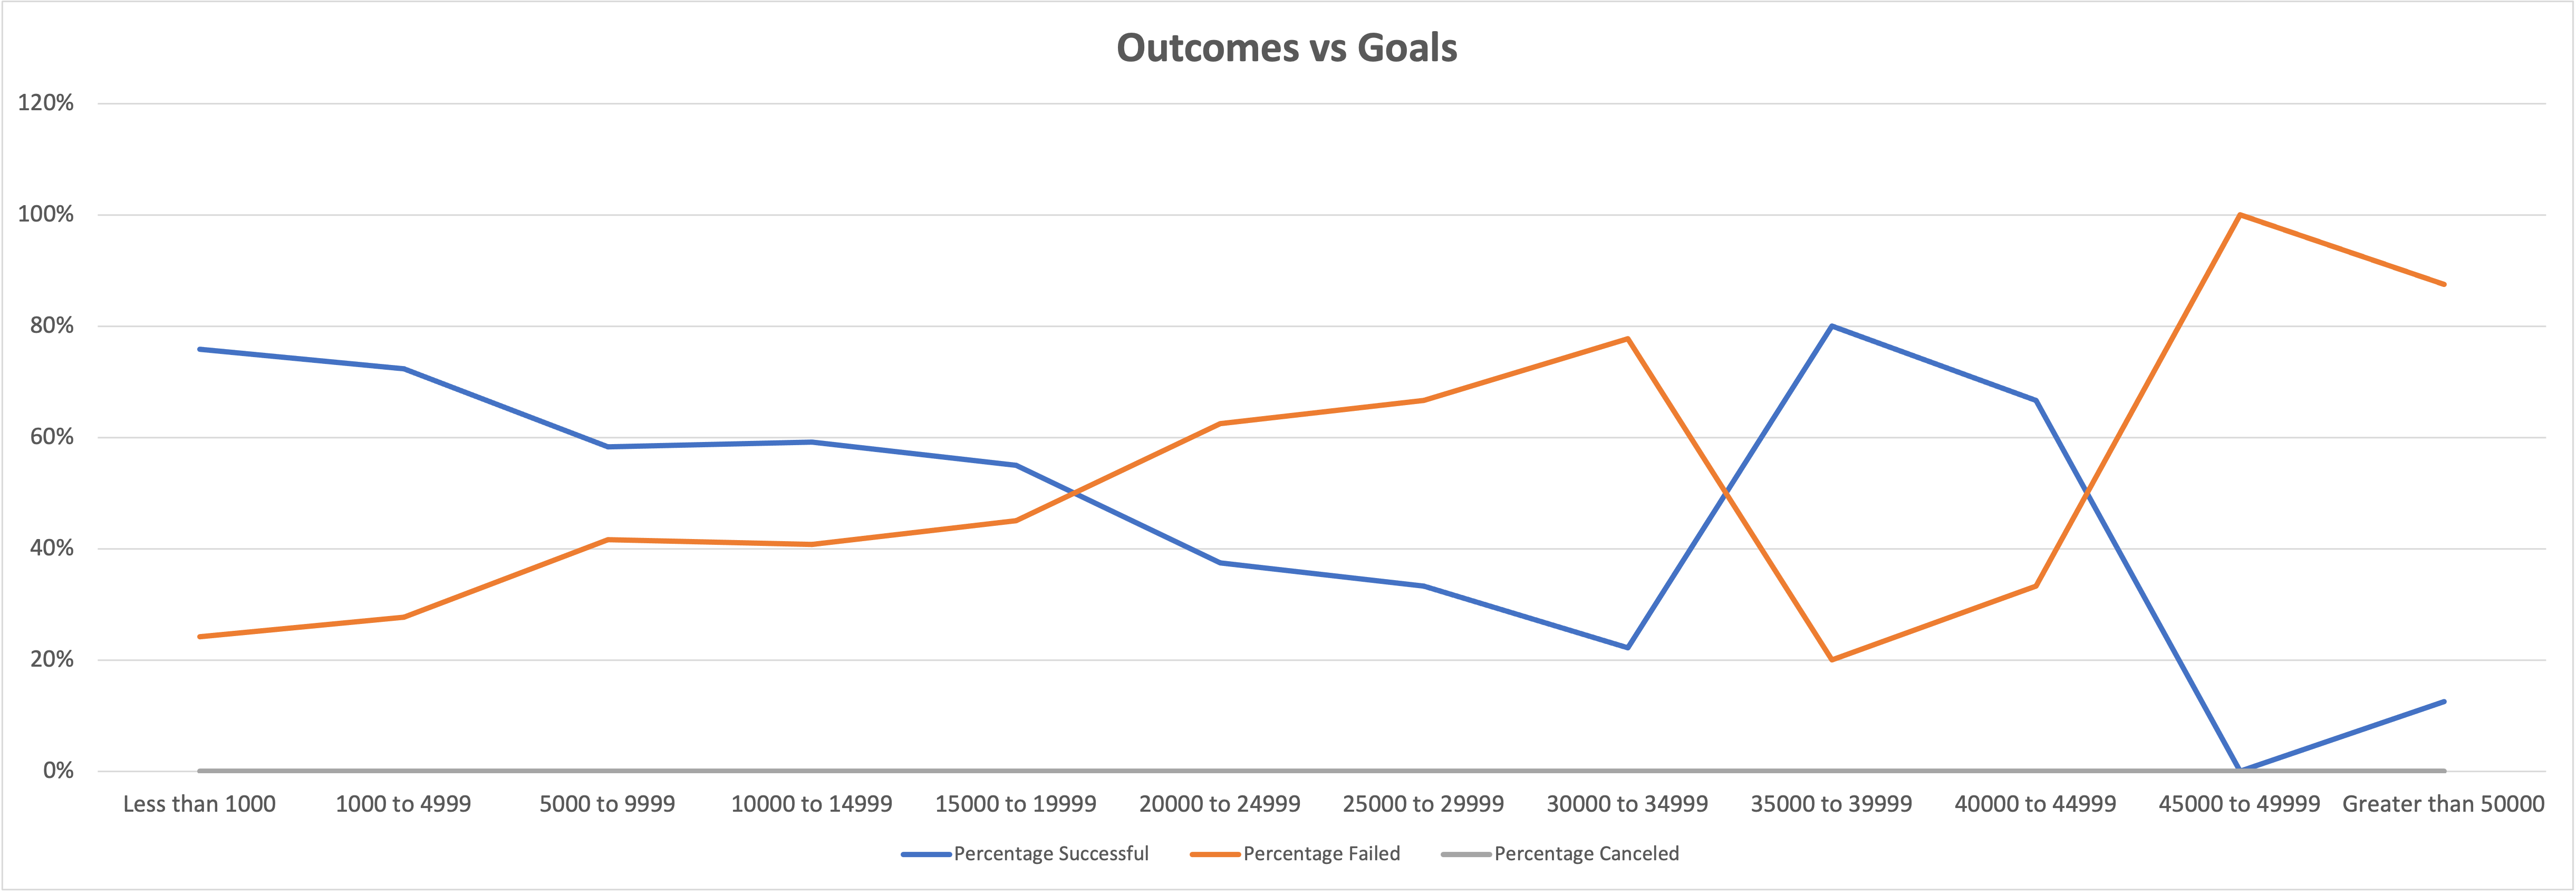 Outcomes vs Goals
120%
100%
80%
60%
40%
20%
0%
Less than 1000 1000 to 4999 5000 to 9999 10000 to 14999 15000 to 19999 20000 to 24999 25000 to 29999 30000 to 34999 35000 to 39999 40000 to 44999 45000 to 49999 Greater than 50000
Percentage Successful Percentage Failed Percentage Canceled